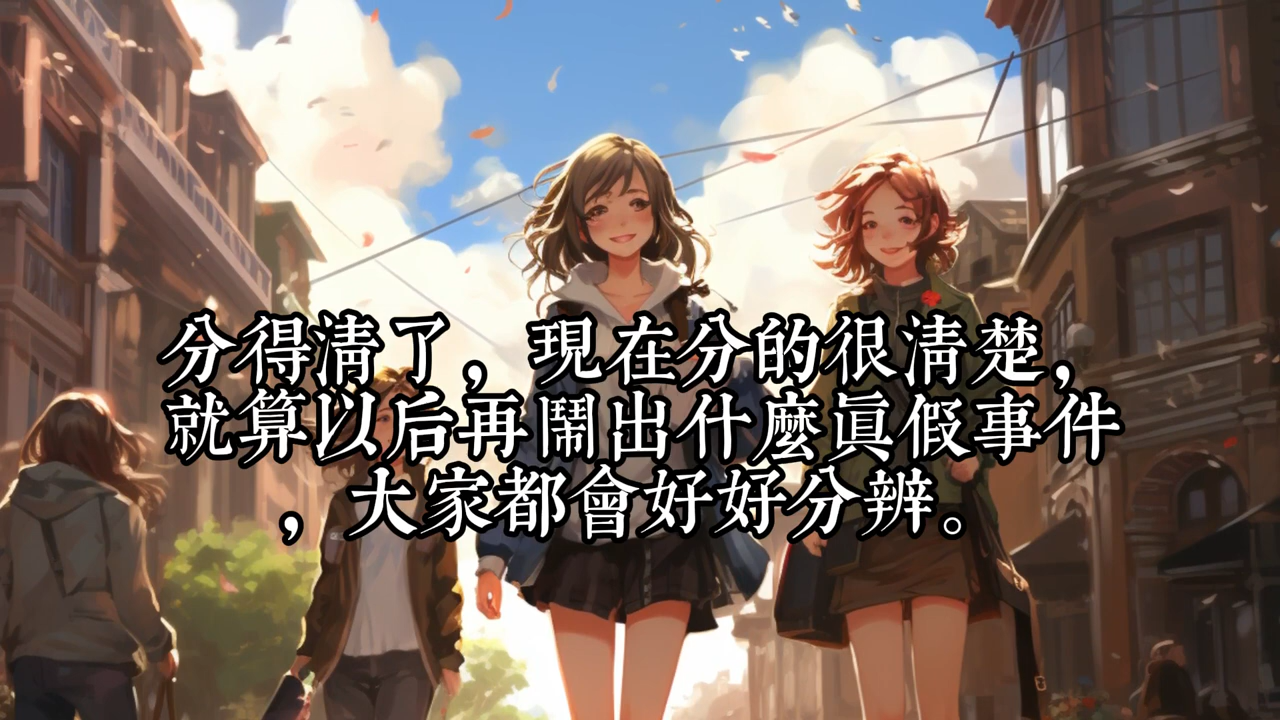 分得清了，現在分的很清楚，
就算以后再鬧出什麼真假事件
，大家都會好好分辨。